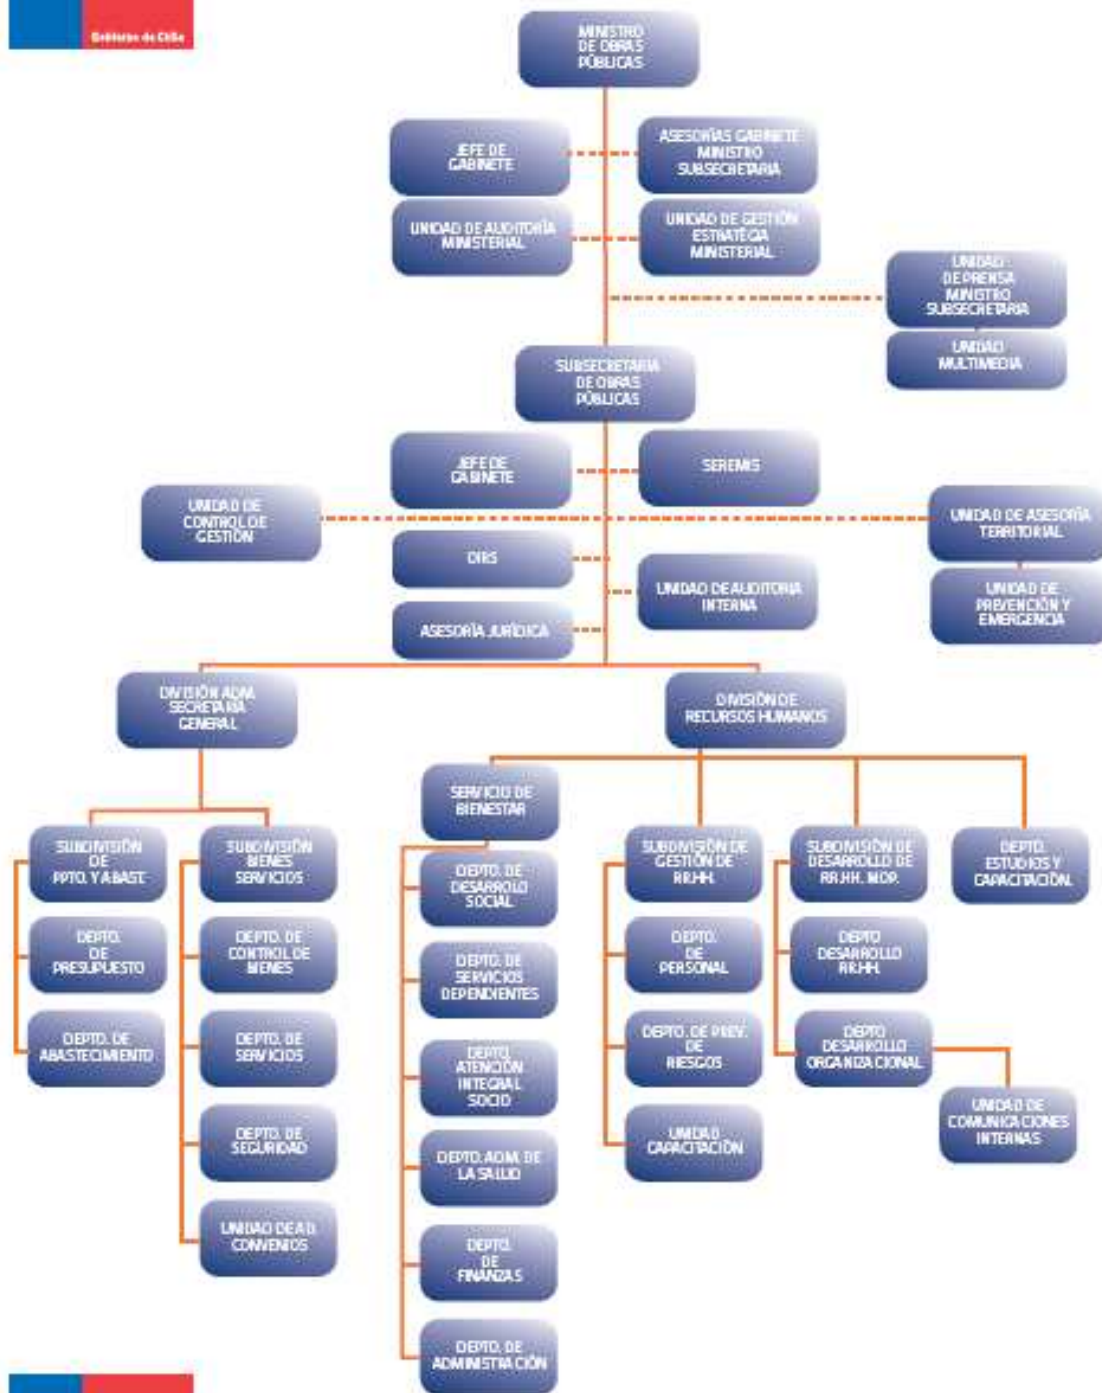 Gobierno de Chile
MINISTRO
DE OBRAS
PÚBLICAS
JEFE DE
GABINETE
ASESORÍAS GABINETE
MINISTRO
SUBSECRETARIA
UNIDAD DE AUDITORÍA
MINISTERIAL
UNIDAD DE GESTIÓN
ESTRATÉGIA
MINISTERIAL
UNIDAD
DE PRENSA
MINISTRO
SUBSECRETARIA
UNIDAD
MULTIMEDIA
SUBSECRETARIA
DE OBRAS
PÚBLICAS
JEFE DE
GABINETE
SEREMIS
UNIDAD DE
CONTROL DE
GESTIÓN
UNIDAD DE ASESORÍA
TERRITORIAL
OIRS
UNIDAD DE AUDITORIA
INTERNA
UNIDAD DE
PREVENCIÓN Y
EMERGENCIA
ASESORÍA JURÍDICA
DIVISIÓN ADM.
SECRETARÍA
GENERAL
DIVISIÓN DE
RECURSOS HUMANOS
SERVICIO DE
BIENESTAR
SUBDIVISIÓN
DE
PPTO. Y ABAST.
SUBDIVISIÓN
BIENES
SERVICIOS
SUBDIVISIÓN DE
GESTIÓN DE
RR.HH.
SUBDIVISIÓN DE
DESARROLLO DE
RR.HH. MOP.
DEPTO.
ESTUDIOS Y
CAPACITACIÓN.
DEPTO. DE
DESARROLO
SOCIAL
DEPTO.
DE
PRESUPUESTO
DEPTO. DE
CONTROL DE
BIENES
DEPTO. DE
SERVICIOS
DEPENDIENTES
DEPTO.
DE
PERSONAL
DEPTO
DESARROLLO
RR.HH.
DEPTO. DE
ABASTECIMIENTO
DEPTO. DE
SERVICIOS
DEPTO.
ATENCIÓN
INTEGRAL
SOCIO
DEPTO. DE PREV.
DE
RIESGOS
DEPTO
DESARROLLO
ORGANIZACIONAL
UNIDAD DE
COMUNICACIONES
INTERNAS
DEPTO. DE
SEGURIDAD
DEPTO. ADM. DE
LA SALUD
UNIDAD
CAPACITACIÓN
UNIDAD DE AD.
CONVENIOS
DEPTO.
DE
FINANZAS
DEPTO. DE
ADMINISTRACIÓN